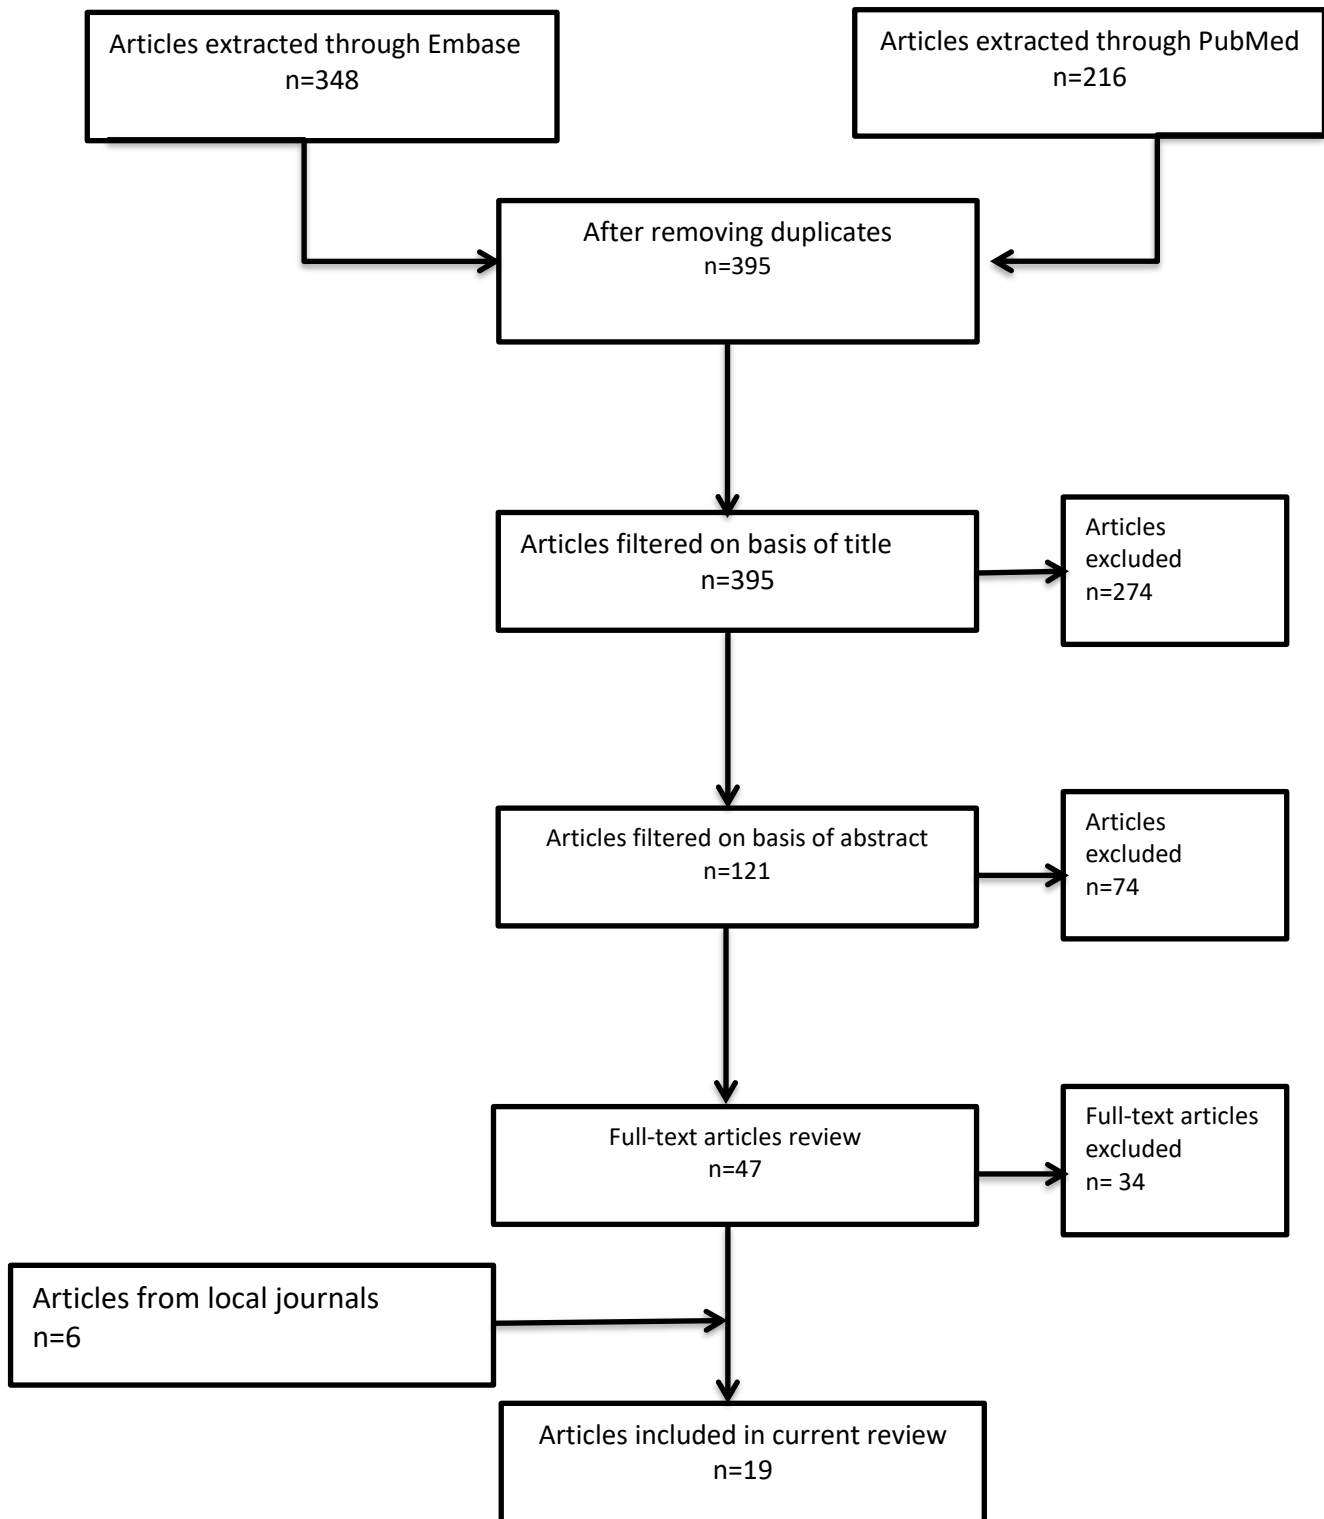 Articles extracted through Embase
n=348
Articles extracted through PubMed
n=216
After removing duplicates
n=395
Articles filtered on basis of title
n=395
Articles
excluded
n=274
Articles filtered on basis of abstract
n=121
Articles
excluded
n=74
Full-text articles review
n=47
Full-text articles
excluded
n= 34
Articles from local journals
n=6
Articles included in current review
n=19